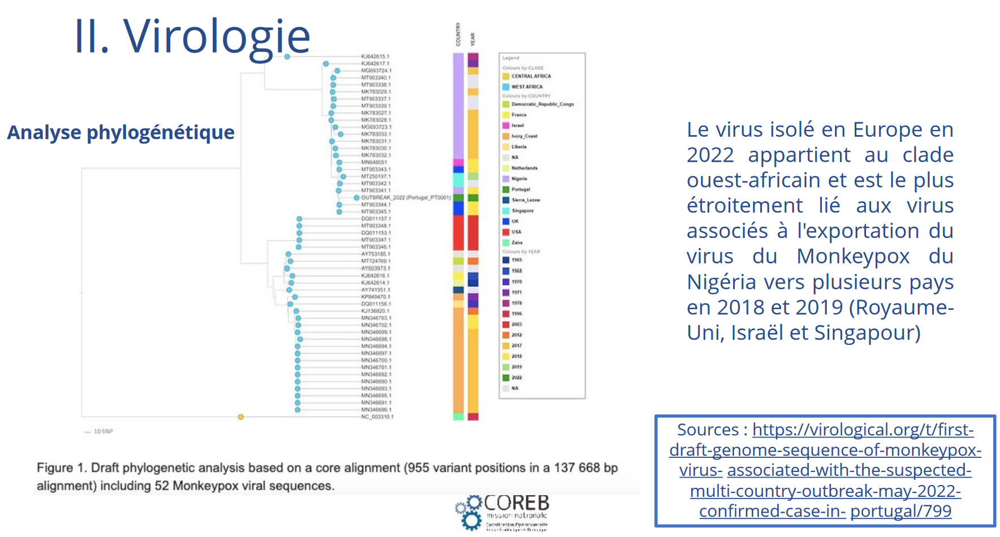 II. Virologie
Analyse phylogénétique
COUNTRY
YEAR
KJ642615.1
KJ642617.1
MG693724.1
MT903340.1
MT903338.1
MK783029.1
MT903337.1
MT903339.1
MK783027.1
MK783028.1
MG693723.1
MK783033.1
MK783031.1
MK783030.1
MK783032.1
MN648051
MT903343.1
MT250197.1
MT903342.1
MT903341.1
OUTBREAK_2022 (Portugal_PT0001)
MT903344.1
MT903345.1
DQ011157.1
MT903348.1
DQ011153.1
MT903347.1
MT903346.1
AY753185.1
MT724769.1
AY603973.1
KJ642616.1
KJ642614.1
AY741551.1
KP849470.1
DQ011156.1
KJ136820.1
MN346703.1
MN346702.1
MN346699.1
MN346698.1
MN346694.1
MN346697.1
MN346700.1
MN346701.1
MN346692.1
MN346690.1
MN346693.1
MN346695.1
MN346691.1
MN346696.1
NC_003310.1
10 SNP
Legend
Colours by CLADE
CENTRAL AFRICA
WEST AFRICA
Colours by COUNTRY
Democratic_Republic_Congo
France
Israel
Ivory_Coast
Liberia
NA
Netherlands
Nigeria
Portugal
Sierra_Leone
Singapore
UK
USA
Zaire
Colours by YEAR
1965
1968
1970
1971
1978
1996
2003
2012
2017
2018
2019
2022
NA
Le virus isolé en Europe en
2022 appartient au clade
ouest-africain et est le plus
étroitement lié aux virus
associés à l'exportation du
virus du Monkeypox du
Nigéria vers plusieurs pays
en 2018 et 2019 (Royaume-
Uni, Israël et Singapour)
Figure 1. Draft phylogenetic analysis based on a core alignment (955 variant positions in a 137 668 bp
alignment) including 52 Monkeypox viral sequences.
Sources : https://virological.org/t/first-
draft-genome-sequence-of-monkeypox-
virus- associated-with-the-suspected-
multi-country-outbreak-may-2022-
confirmed-case-in- portugal/799
COREB
mission nationale
Coordination Opérationnelle
Risque Epidémique et Biologique